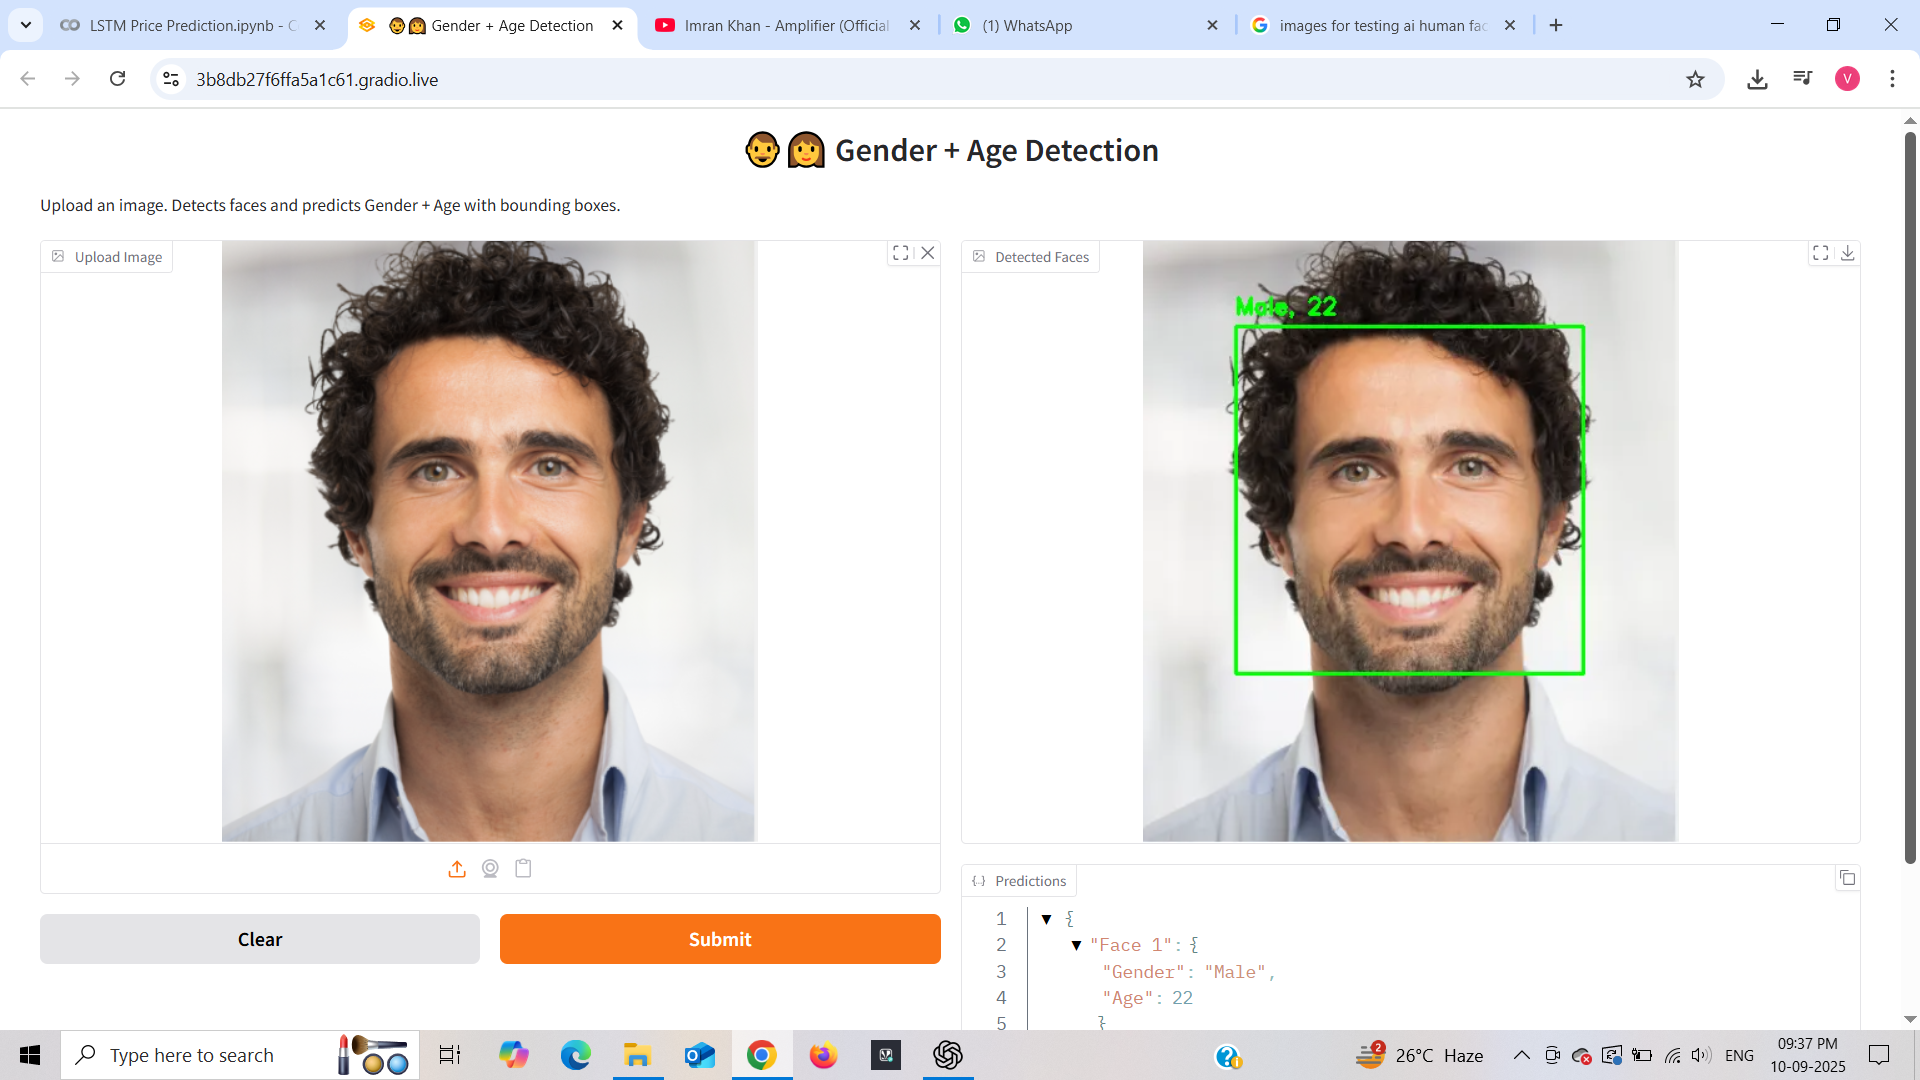 LSTM Price Prediction.ipynb - C
Gender + Age Detection
Imran Khan - Amplifier (Official
(1) WhatsApp
images for testing ai human fac
3b8db27f6ffa5a1c61.gradio.live
V
Gender + Age Detection
Upload an image. Detects faces and predicts Gender + Age with bounding boxes.
Upload Image
Detected Faces
Male, 22
Predictions
1 {
2 "Face 1": {
3 "Gender": "Male",
4 "Age": 22
5 }
Clear
Submit
Type here to search
2
26°C Haze
ENG
09:37 PM
10-09-2025